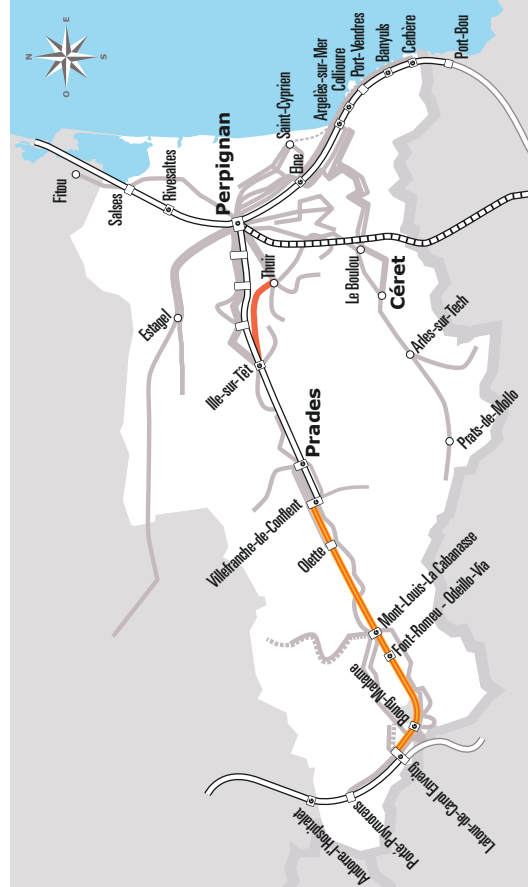 N
E
S
O
Fitou
Salses
Rivesaltes
Perpignan
Saint-Cyprien
Elne
Argelès-sur-Mer
Collioure
Port-Vendres
Banyuls
Cerbère
Port-Bou
Estagel
Thuir
Ille-sur-Têt
Le Boulou
Céret
Arles-sur-Tech
Prats-de-Mollo
Prades
Villefranche-de-Conflent
Olette
Mont-Louis-La Cabanasse
Font-Romeu - Odeillo-Via
Bourg-Madame
Latour-de-Carol Enveitg
Porté-Puymorens
Andorre-l'Hospitalet